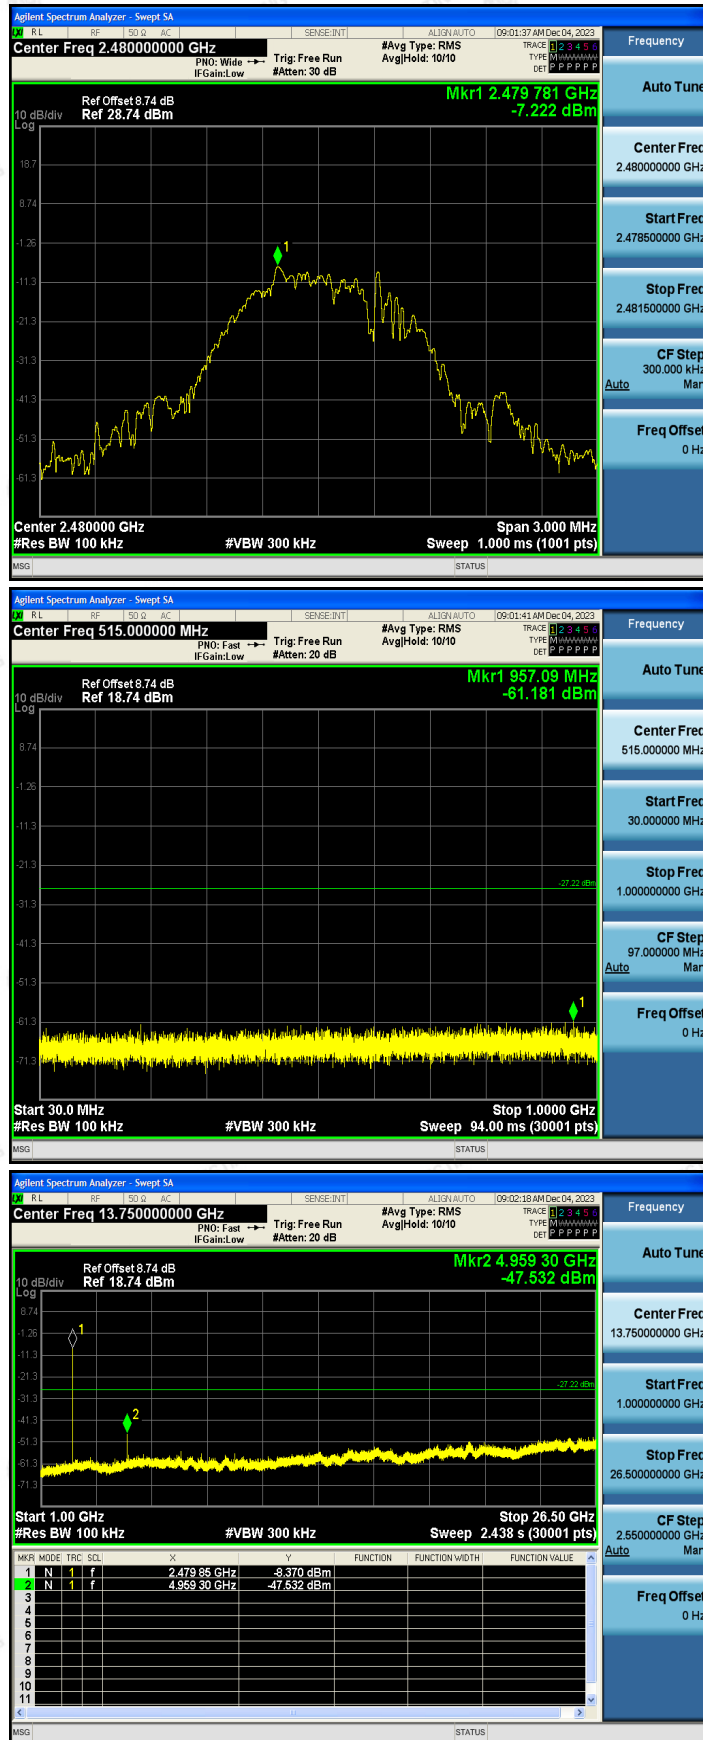 Agilent Spectrum Analyzer - Swept SA
LXI RL RF 50 Ω AC SENSE:INT ALIGNAUTO 09:01:37 AM Dec 04, 2023
Center Freq 2.480000000 GHz
PNO: Wide
IFGain:Low
Trig: Free Run
#Atten: 30 dB
#Avg Type: RMS
Avg|Hold: 10/10
TRACE 1 2 3 4 5 6
TYPE M
DET P P P P P P
Frequency
Mkr1 2.479 781 GHz
-7.222 dBm
Ref Offset 8.74 dB
10 dB/div Ref 28.74 dBm
Log
18.7
8.74
-1.26
-11.3
-21.3
-31.3
-41.3
-51.3
-61.3
1
Center 2.480000 GHz Span 3.000 MHz
#Res BW 100 kHz #VBW 300 kHz Sweep 1.000 ms (1001 pts)
MSG STATUS
Auto Tune
Center Freq
2.480000000 GHz
Start Freq
2.478500000 GHz
Stop Freq
2.481500000 GHz
CF Step
300.000 kHz
Auto Man
Freq Offset
0 Hz
Agilent Spectrum Analyzer - Swept SA
LXI RL RF 50 Ω AC SENSE:INT ALIGNAUTO 09:01:41 AM Dec 04, 2023
Center Freq 515.000000 MHz
PNO: Fast
IFGain:Low
Trig: Free Run
#Atten: 20 dB
#Avg Type: RMS
Avg|Hold: 10/10
TRACE 1 2 3 4 5 6
TYPE M
DET P P P P P P
Frequency
Mkr1 957.09 MHz
-61.181 dBm
Ref Offset 8.74 dB
10 dB/div Ref 18.74 dBm
Log
8.74
-1.26
-11.3
-21.3
-31.3
-41.3
-51.3
-61.3
-71.3
-27.22 dBm
1
Start 30.0 MHz Stop 1.0000 GHz
#Res BW 100 kHz #VBW 300 kHz Sweep 94.00 ms (30001 pts)
MSG STATUS
Auto Tune
Center Freq
515.000000 MHz
Start Freq
30.000000 MHz
Stop Freq
1.000000000 GHz
CF Step
97.000000 MHz
Auto Man
Freq Offset
0 Hz
Agilent Spectrum Analyzer - Swept SA
LXI RL RF 50 Ω AC SENSE:INT ALIGNAUTO 09:02:18 AM Dec 04, 2023
Center Freq 13.750000000 GHz
PNO: Fast
IFGain:Low
Trig: Free Run
#Atten: 20 dB
#Avg Type: RMS
Avg|Hold: 10/10
TRACE 1 2 3 4 5 6
TYPE M
DET P P P P P P
Frequency
Mkr2 4.959 30 GHz
-47.532 dBm
Ref Offset 8.74 dB
10 dB/div Ref 18.74 dBm
Log
8.74
-1.26
-11.3
-21.3
-31.3
-41.3
-51.3
-61.3
-71.3
1
-27.22 dBm
2
Start 1.00 GHz Stop 26.50 GHz
#Res BW 100 kHz #VBW 300 kHz Sweep 2.438 s (30001 pts)
MKR MODE TRC SCL X Y FUNCTION FUNCTION WIDTH FUNCTION VALUE
1 N 1 f 2.479 85 GHz -8.370 dBm
2 N 1 f 4.959 30 GHz -47.532 dBm
3
4
5
6
7
8
9
10
11
MSG STATUS
Auto Tune
Center Freq
13.750000000 GHz
Start Freq
1.000000000 GHz
Stop Freq
26.500000000 GHz
CF Step
2.550000000 GHz
Auto Man
Freq Offset
0 Hz